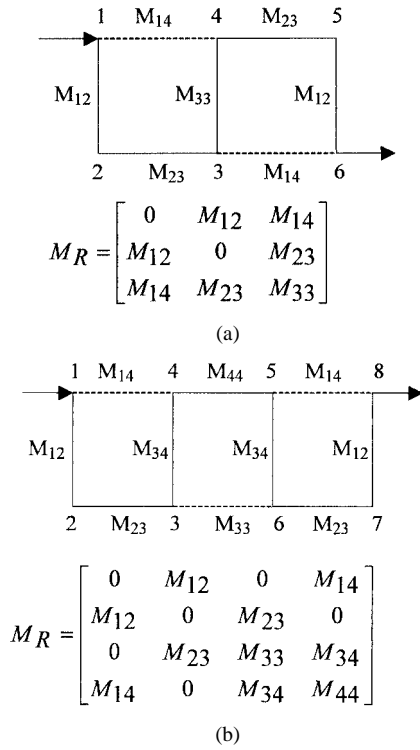 1 M14 4 M23 5
M12 M33 M12
2 M23 3 M14 6
MR = [0 M12 M14
M12 0 M23
M14 M23 M33]
(a)
1 M14 4 M44 5 M14 8
M12 M34 M34 M12
2 M23 3 M33 6 M23 7
MR = [0 M12 0 M14
M12 0 M23 0
0 M23 M33 M34
M14 0 M34 M44]
(b)